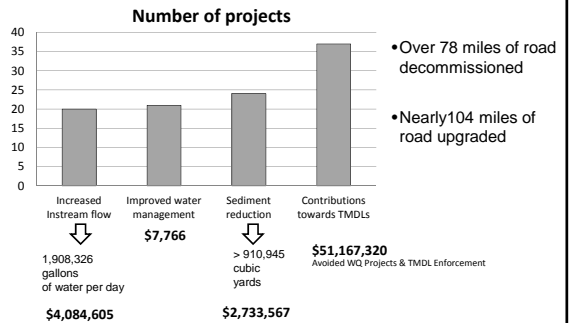 Number of projects
40
35
30
25
20
15
10
5
0
Increased
Instream flow
Improved water
management
Sediment
reduction
Contributions
towards TMDLs
1,908,326
gallons
of water per day
$4,084,605
$7,766
> 910,945
cubic
yards
$2,733,567
$51,167,320
Avoided WQ Projects & TMDL Enforcement
•Over 78 miles of road
decommissioned
•Nearly104 miles of
road upgraded